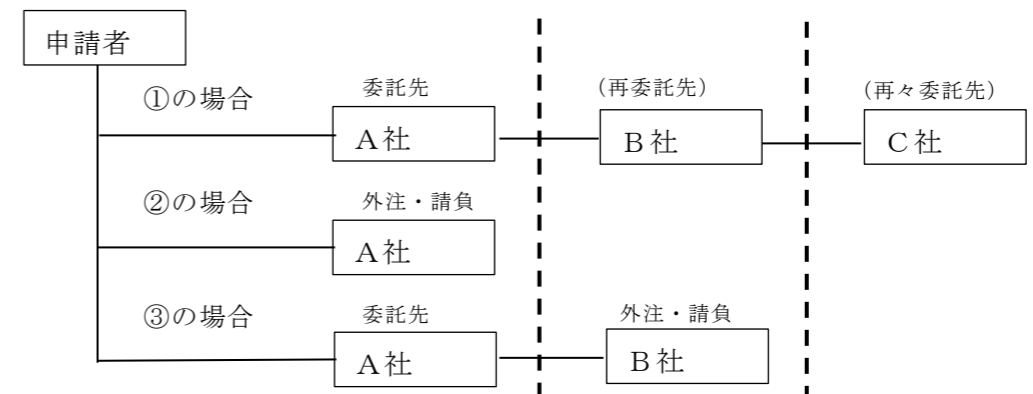 申請者
①の場合
委託先
A社
(再委託先)
B社
(再々委託先)
C社
②の場合
外注・請負
A社
③の場合
委託先
A社
外注・請負
B社